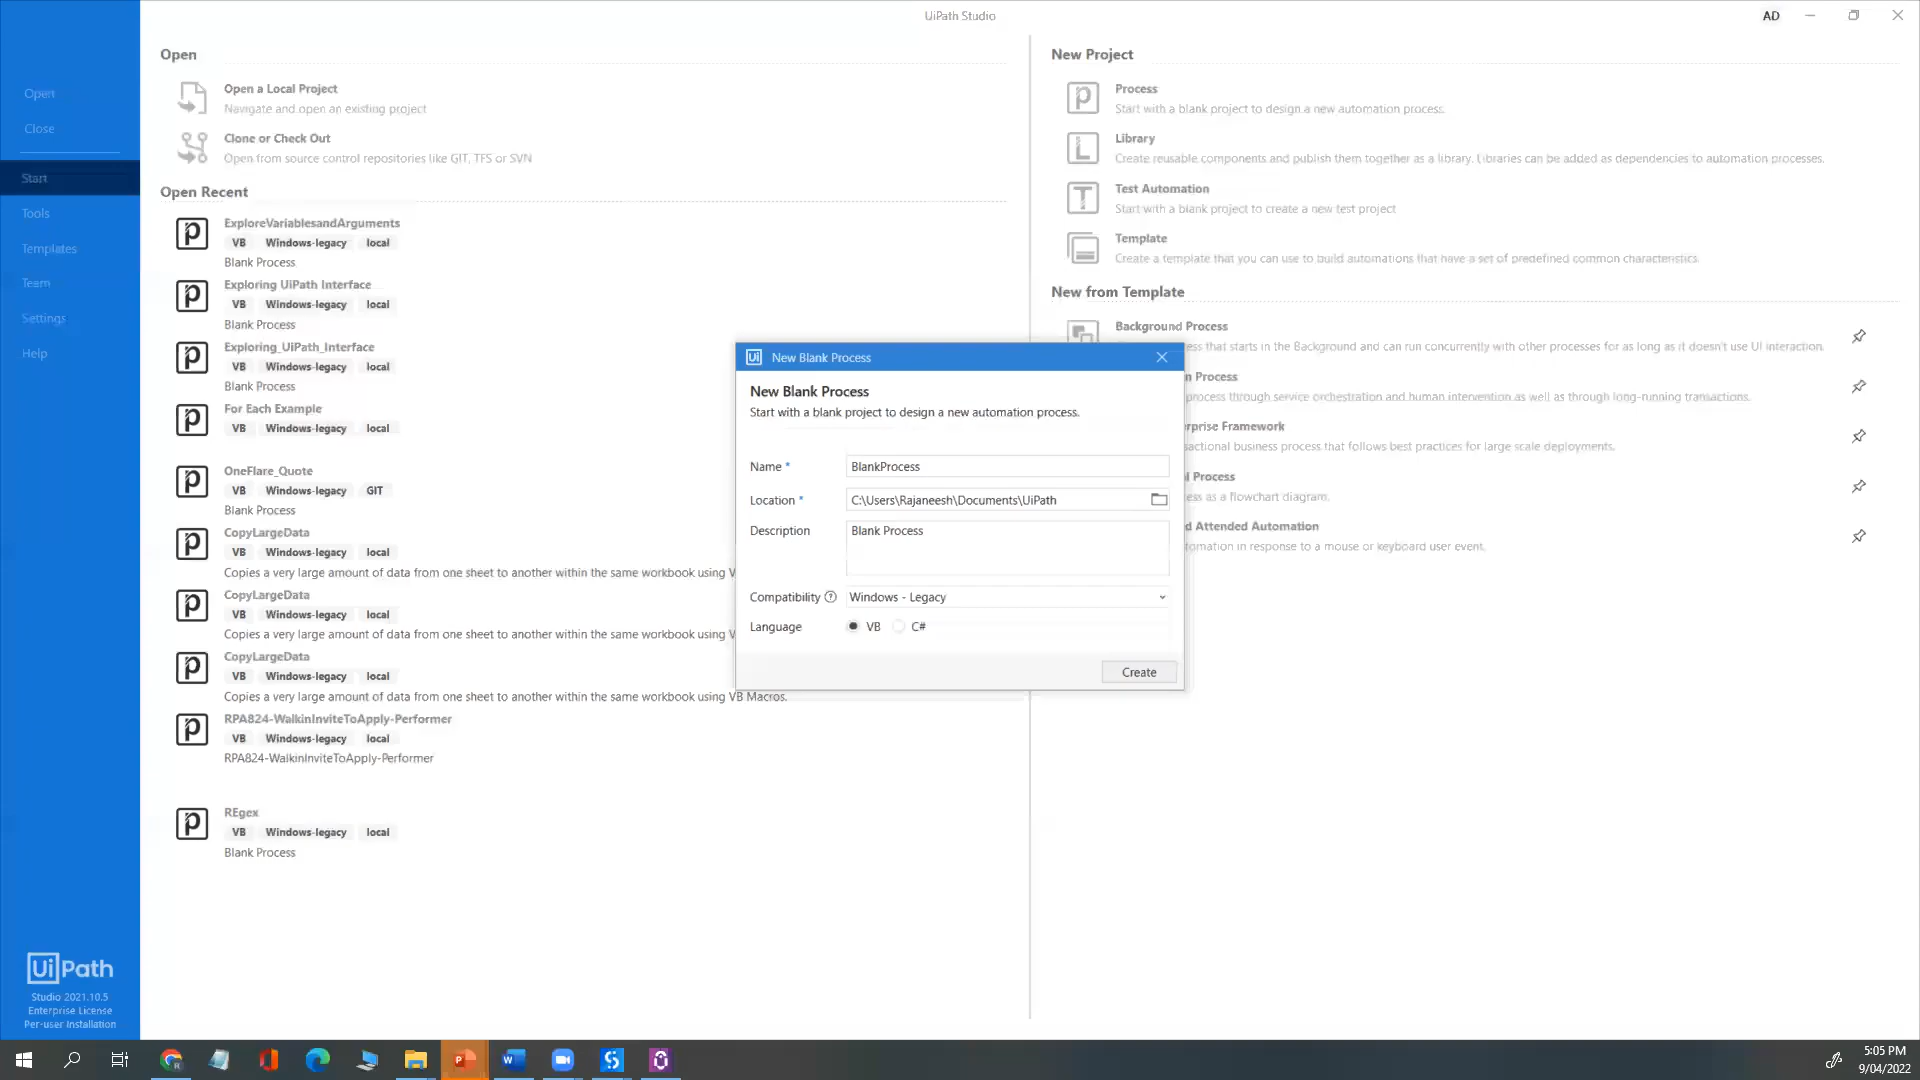 UiPath Studio
AD
Open
Close
Start
Tools
Templates
Team
Settings
Help
UiPath
Studio 2021.10.5
Enterprise License
Per-user Installation
Open
Open a Local Project
Navigate and open an existing project
Clone or Check Out
Open from source control repositories like GIT, TFS or SVN
Open Recent
ExploreVariablesandArguments
VB Windows-legacy local
Blank Process
Exploring UiPath Interface
VB Windows-legacy local
Blank Process
Exploring_UiPath_Interface
VB Windows-legacy local
Blank Process
For Each Example
VB Windows-legacy local
OneFlare_Quote
VB Windows-legacy GIT
Blank Process
CopyLargeData
VB Windows-legacy local
Copies a very large amount of data from one sheet to another within the same workbook using V
CopyLargeData
VB Windows-legacy local
Copies a very large amount of data from one sheet to another within the same workbook using V
CopyLargeData
VB Windows-legacy local
Copies a very large amount of data from one sheet to another within the same workbook using VB Macros.
RPA824-WalkinInviteToApply-Performer
VB Windows-legacy local
RPA824-WalkinInviteToApply-Performer
REgex
VB Windows-legacy local
Blank Process
New Project
Process
Start with a blank project to design a new automation process.
Library
Create reusable components and publish them together as a library. Libraries can be added as dependencies to automation processes.
Test Automation
Start with a blank project to create a new test project
Template
Create a template that you can use to build automations that have a set of predefined common characteristics.
New from Template
Background Process
ess that starts in the Background and can run concurrently with other processes for as long as it doesn't use UI interaction.
n Process
process through service orchestration and human intervention as well as through long-running transactions.
erprise Framework
sactional business process that follows best practices for large scale deployments.
l Process
ess as a flowchart diagram.
d Attended Automation
tomation in response to a mouse or keyboard user event.
Ui New Blank Process
New Blank Process
Start with a blank project to design a new automation process.
Name * BlankProcess
Location * C:\Users\Rajaneesh\Documents\UiPath
Description Blank Process
Compatibility ? Windows - Legacy
Language VB C#
Create
5:05 PM
9/04/2022